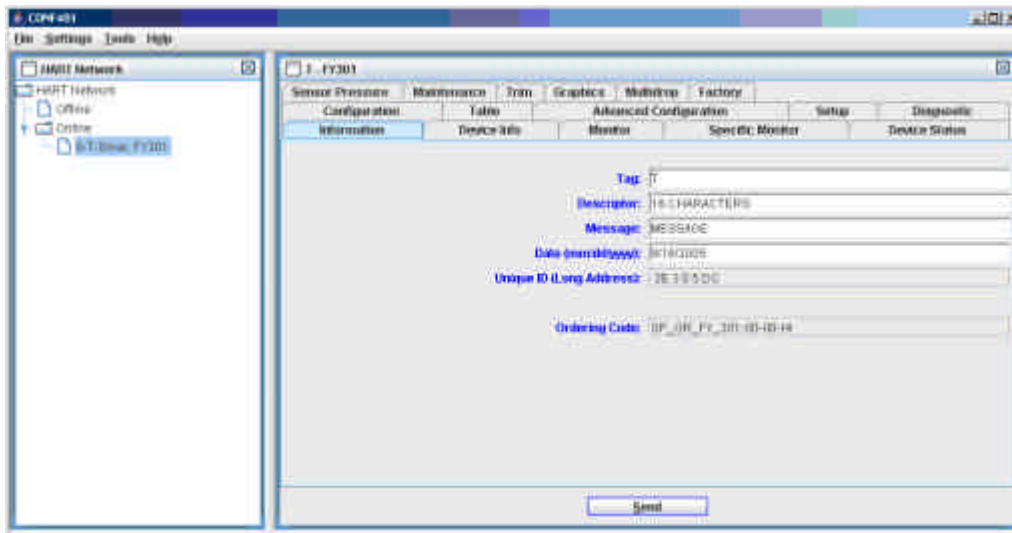 CONF401
File Settings Tools Help
HART Network
HART Network
Offline
Online
FY301
T - FY301
Sensor Pressure Maintenance Trim Graphics Multidrop Factory
Configuration Table Advanced Configuration Setup Diagnostic
Information Device Info Monitor Specific Monitor Device Status
Tag: T
Descriptor: 16 CHARACTERS
Message: MESSAGE
Date (mm/dd/yyyy):
Unique ID (Long Address):
Ordering Code:
Send